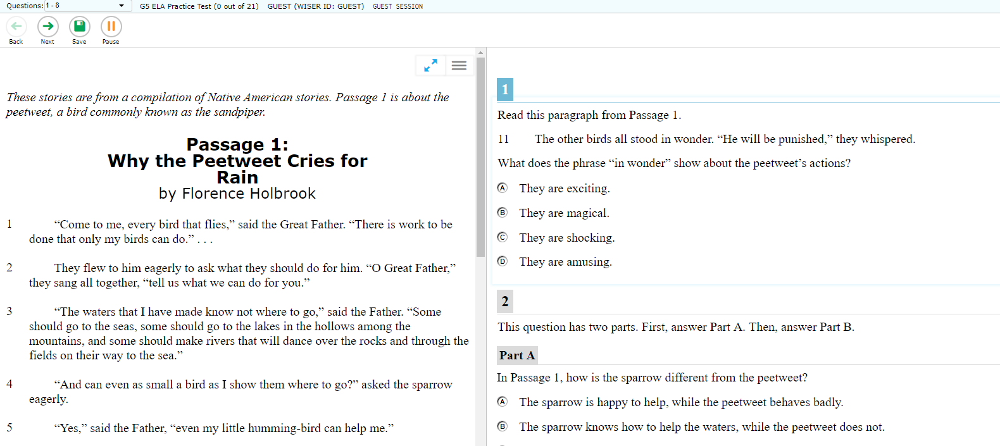 Questions: 1 - 8 G5 ELA Practice Test (0 out of 21) GUEST (WISER ID: GUEST) GUEST SESSION
Back Next Save Pause
These stories are from a compilation of Native American stories. Passage 1 is about the
peetweet, a bird commonly known as the sandpiper.
Passage 1:
Why the Peetweet Cries for
Rain
by Florence Holbrook
1 “Come to me, every bird that flies,” said the Great Father. “There is work to be
done that only my birds can do.” . . .
2 They flew to him eagerly to ask what they should do for him. “O Great Father,”
they sang all together, “tell us what we can do for you.”
3 “The waters that I have made know not where to go,” said the Father. “Some
should go to the seas, some should go to the lakes in the hollows among the
mountains, and some should make rivers that will dance over the rocks and through the
fields on their way to the sea.”
4 “And can even as small a bird as I show them where to go?” asked the sparrow
eagerly.
5 “Yes,” said the Father, “even my little humming-bird can help me.”
1
Read this paragraph from Passage 1.
11 The other birds all stood in wonder. “He will be punished,” they whispered.
What does the phrase “in wonder” show about the peetweet’s actions?
A They are exciting.
B They are magical.
C They are shocking.
D They are amusing.
2
This question has two parts. First, answer Part A. Then, answer Part B.
Part A
In Passage 1, how is the sparrow different from the peetweet?
A The sparrow is happy to help, while the peetweet behaves badly.
B The sparrow knows how to help the waters, while the peetweet does not.